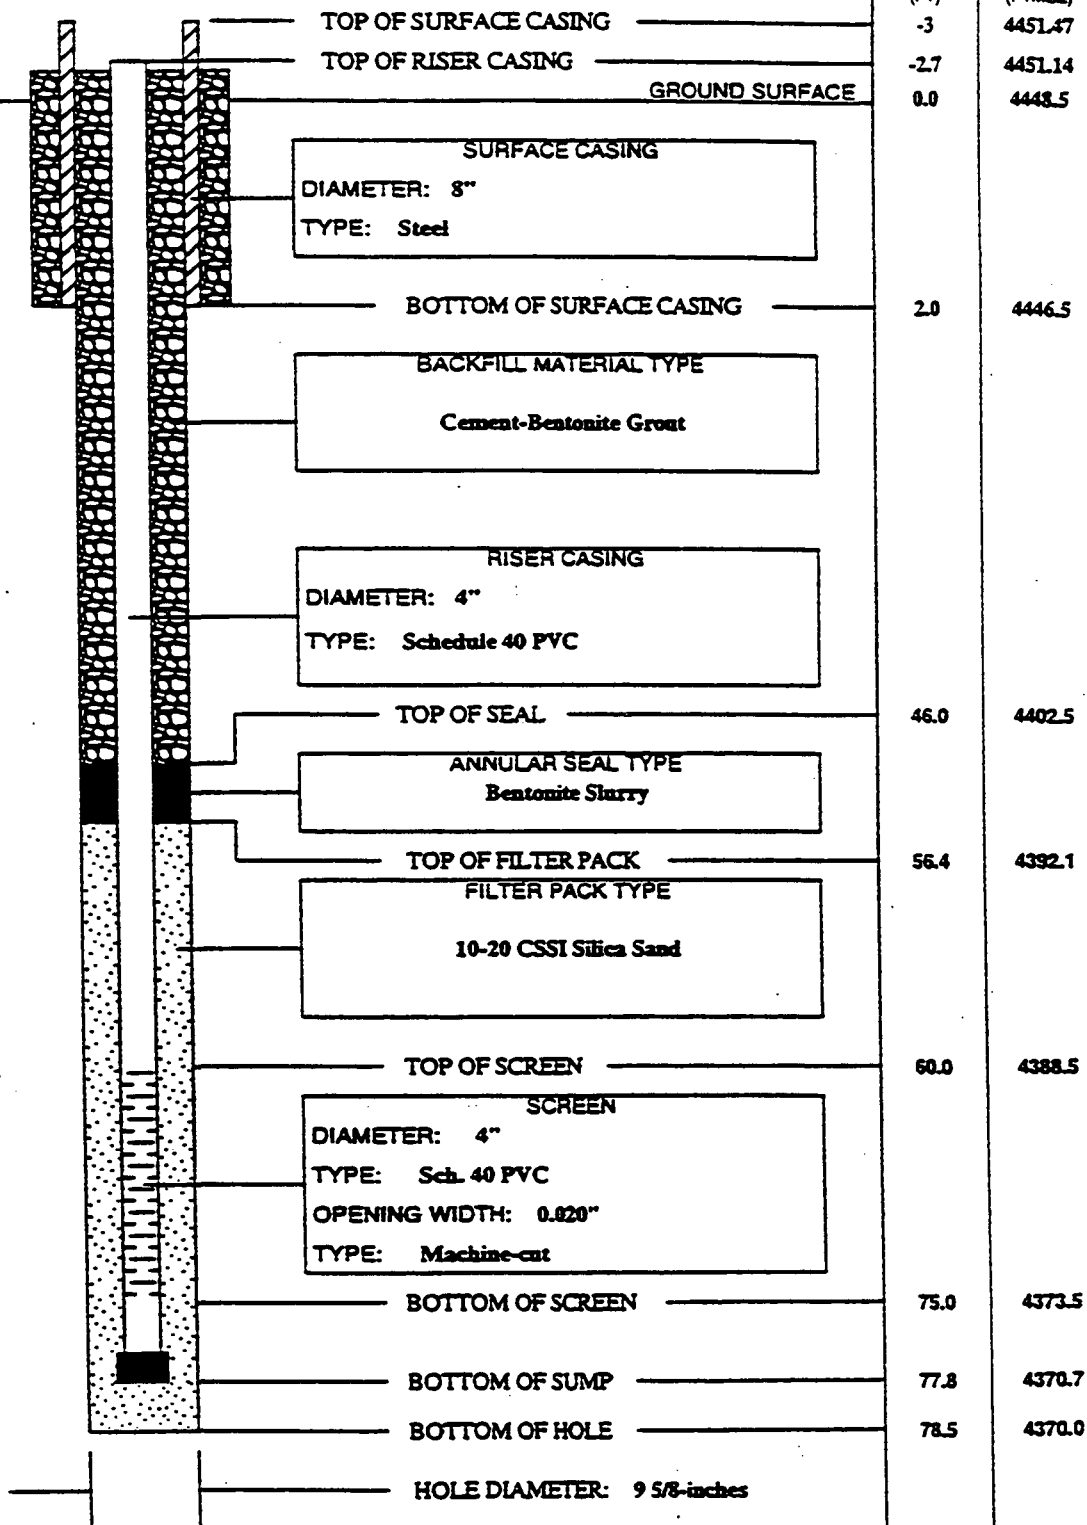 TOP OF SURFACE CASING -3 4451.47
TOP OF RISER CASING -2.7 4451.14
GROUND SURFACE 0.0 4448.5
SURFACE CASING
DIAMETER: 8"
TYPE: Steel
BOTTOM OF SURFACE CASING 2.0 4446.5
BACKFILL MATERIAL TYPE
Cement-Bentonite Grout
RISER CASING
DIAMETER: 4"
TYPE: Schedule 40 PVC
TOP OF SEAL 46.0 4402.5
ANNULAR SEAL TYPE
Bentonite Slurry
TOP OF FILTER PACK 56.4 4392.1
FILTER PACK TYPE
10-20 CSSI Silica Sand
TOP OF SCREEN 60.0 4388.5
SCREEN
DIAMETER: 4"
TYPE: Sch. 40 PVC
OPENING WIDTH: 0.020"
TYPE: Machine-cut
BOTTOM OF SCREEN 75.0 4373.5
BOTTOM OF SUMP 77.8 4370.7
BOTTOM OF HOLE 78.5 4370.0
HOLE DIAMETER: 9 5/8-inches